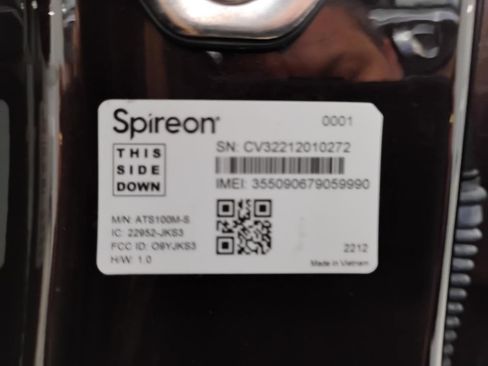 Spireon®
0001
THIS
SIDE
DOWN
SN: CV32212010272
IMEI: 355090679059990
M/N: ATS100M-S
IC: 22952-JKS3
FCC ID: O9YJKS3
H/W: 1.0
2212
Made in Vietnam